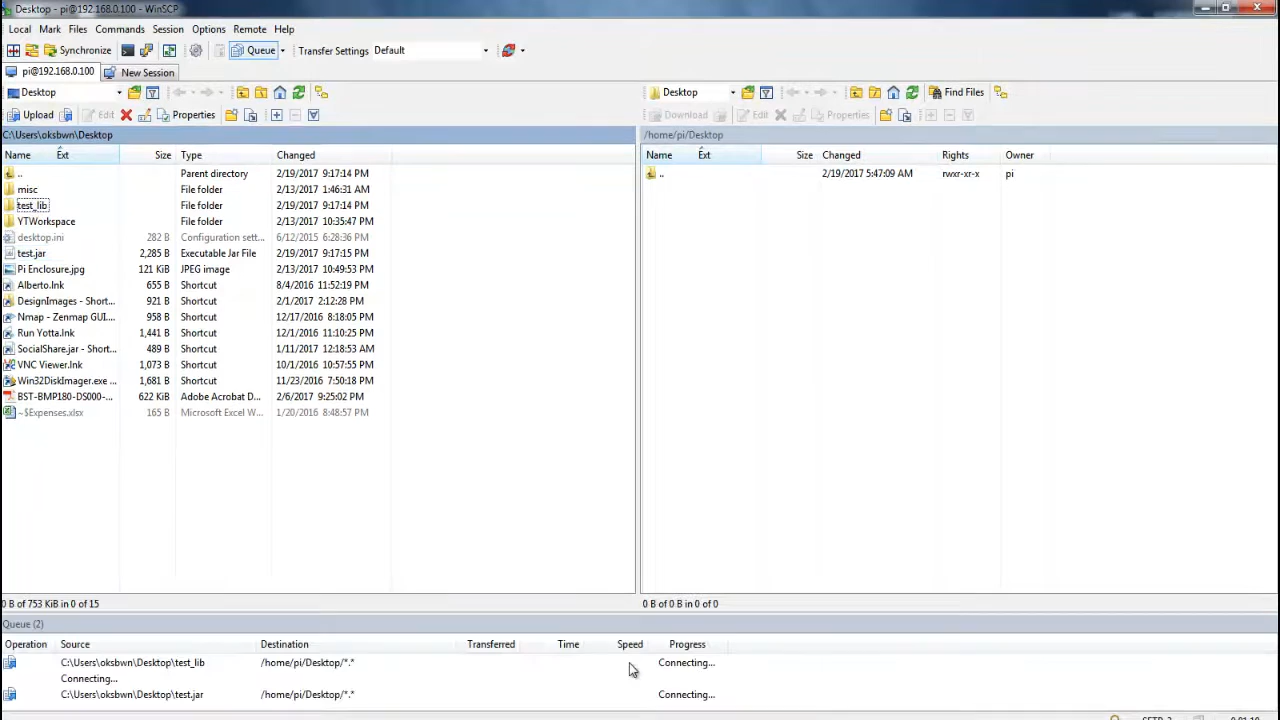 Desktop - pi@192.168.0.100 - WinSCP
Local Mark Files Commands Session Options Remote Help
Synchronize Queue Transfer Settings Default
pi@192.168.0.100 New Session
Desktop Desktop Find Files
Upload Edit Properties Download Edit Properties
C:\Users\oksbwn\Desktop /home/pi/Desktop
Name Ext Size Type Changed Name Ext Size Changed Rights Owner
.. Parent directory 2/19/2017 9:17:14 PM .. 2/19/2017 5:47:09 AM rwxr-xr-x pi
misc File folder 2/13/2017 1:46:31 AM
test_lib File folder 2/19/2017 9:17:14 PM
YTWorkspace File folder 2/13/2017 10:35:47 PM
desktop.ini 282 B Configuration sett... 6/12/2015 6:28:36 PM
test.jar 2,285 B Executable Jar File 2/19/2017 9:17:15 PM
Pi Enclosure.jpg 121 KiB JPEG image 2/13/2017 10:49:53 PM
Alberto.lnk 655 B Shortcut 8/4/2016 11:52:19 PM
DesignImages - Short... 921 B Shortcut 2/1/2017 2:12:28 PM
Nmap - Zenmap GUI.... 958 B Shortcut 12/17/2016 8:18:05 PM
Run Yotta.lnk 1,441 B Shortcut 12/1/2016 11:10:25 PM
SocialShare.jar - Short... 489 B Shortcut 1/11/2017 12:18:53 AM
VNC Viewer.lnk 1,073 B Shortcut 10/1/2016 10:57:55 PM
Win32DiskImager.exe ... 1,681 B Shortcut 11/23/2016 7:50:18 PM
BST-BMP180-DS000-... 622 KiB Adobe Acrobat D... 2/6/2017 9:25:02 PM
~$Expenses.xlsx 165 B Microsoft Excel W... 1/20/2016 8:48:57 PM
0 B of 753 KiB in 0 of 15 0 B of 0 B in 0 of 0
Queue (2)
Operation Source Destination Transferred Time Speed Progress
C:\Users\oksbwn\Desktop\test_lib /home/pi/Desktop/*.* Connecting...
Connecting...
C:\Users\oksbwn\Desktop\test.jar /home/pi/Desktop/*.* Connecting...